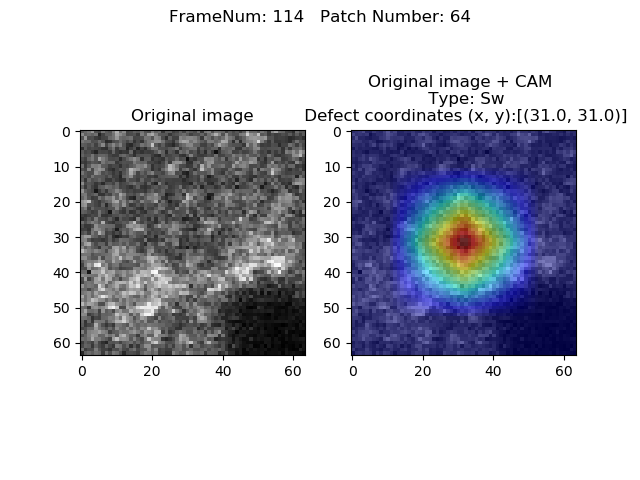 FrameNum: 114   Patch Number: 64
Original image
Original image + CAM
Type: Sw
Defect coordinates (x, y):[(31.0, 31.0)]
0
10
20
30
40
50
60
0 20 40 60
0
10
20
30
40
50
60
0 20 40 60